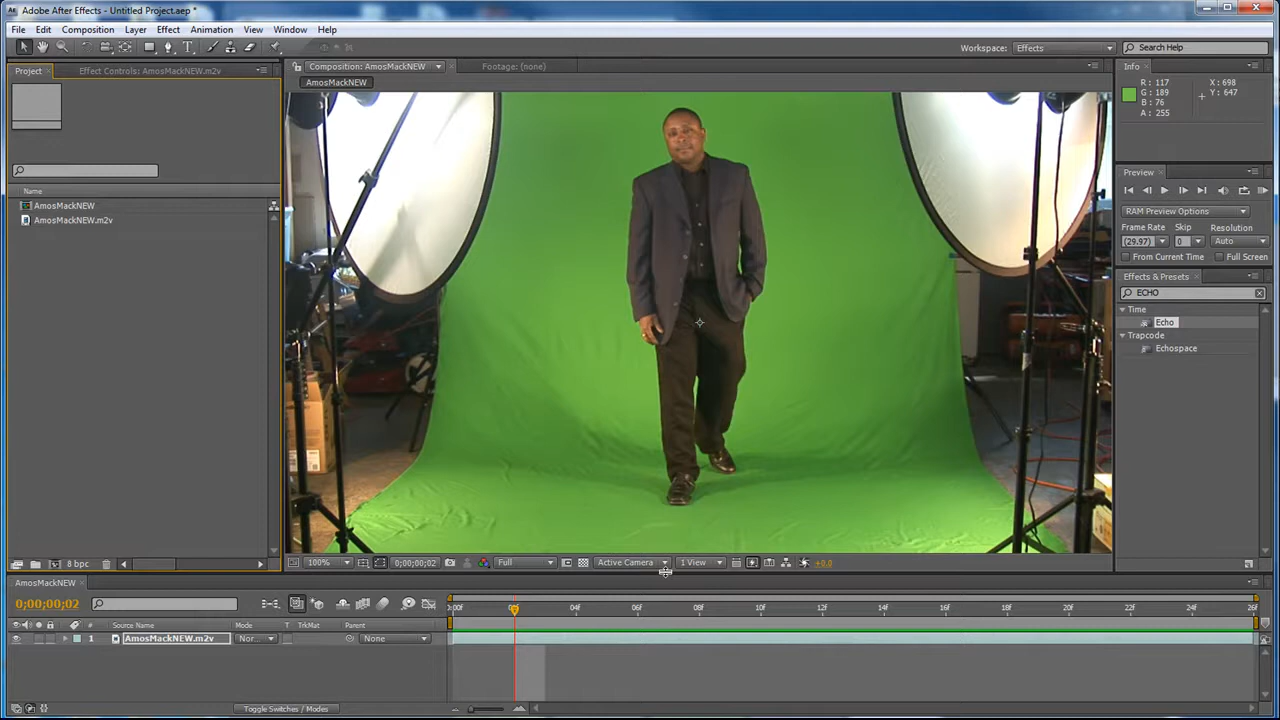 Adobe After Effects - Untitled Project.aep *
File Edit Composition Layer Effect Animation View Window Help
Workspace: Effects Search Help
Project Effect Controls: AmosMackNEW.m2v
Composition: AmosMackNEW Footage: (none)
AmosMackNEW
Info
R : 117 X : 698
G : 189 Y : 647
B : 76
A : 255
Preview
RAM Preview Options
Frame Rate Skip Resolution
(29.97) 0 Auto
From Current Time Full Screen
Effects & Presets
ECHO
Time
Echo
Trapcode
Echospace
Name
AmosMackNEW
AmosMackNEW.m2v
8 bpc
100% 0;00;00;02 Full Active Camera 1 View +0.0
AmosMackNEW
0;00;00;02
:00F 04F 06F 08F 10F 12F 14F 16F 18F 20F 22F 24F 26F
# Source Name Mode T TrkMat Parent
1 AmosMackNEW.m2v Nor... None
Toggle Switches / Modes